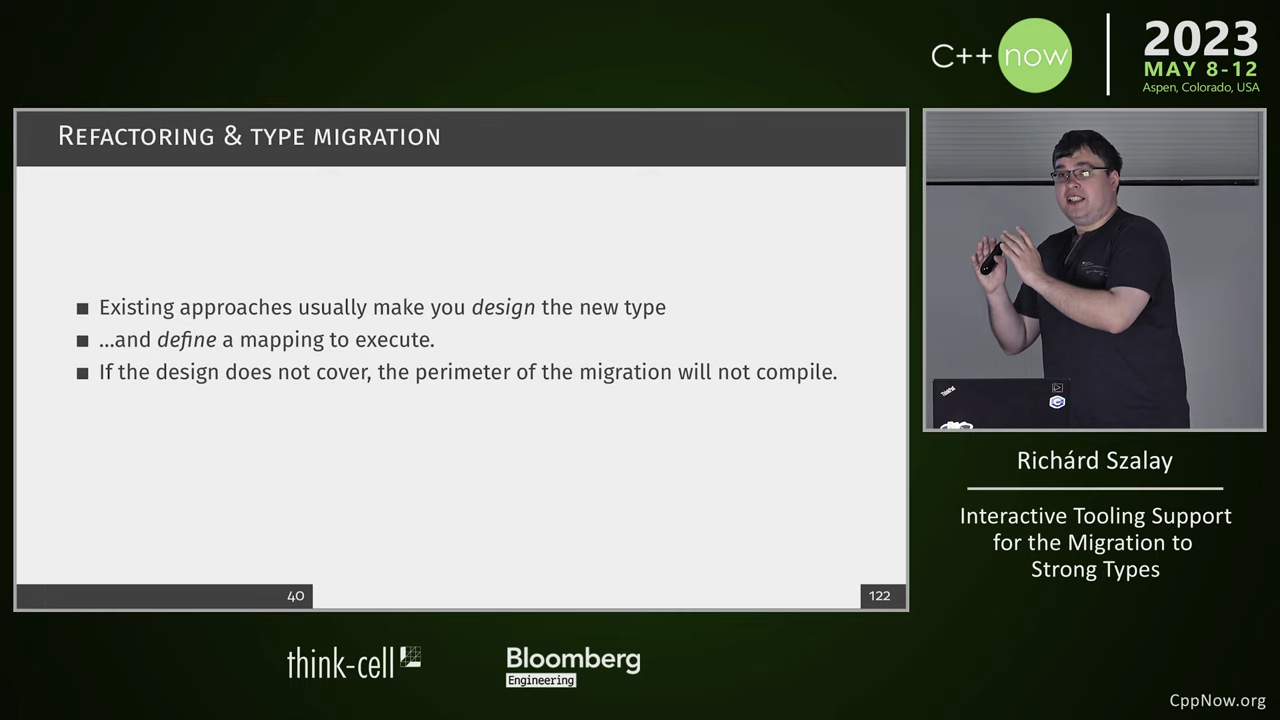 C++ now
2023
MAY 8-12
Aspen, Colorado, USA
REFACTORING & TYPE MIGRATION
■ Existing approaches usually make you design the new type
■ ...and define a mapping to execute.
■ If the design does not cover, the perimeter of the migration will not compile.
40
122
ThinkPad
Richárd Szalay
Interactive Tooling Support
for the Migration to
Strong Types
think-cell
Bloomberg
Engineering
CppNow.org